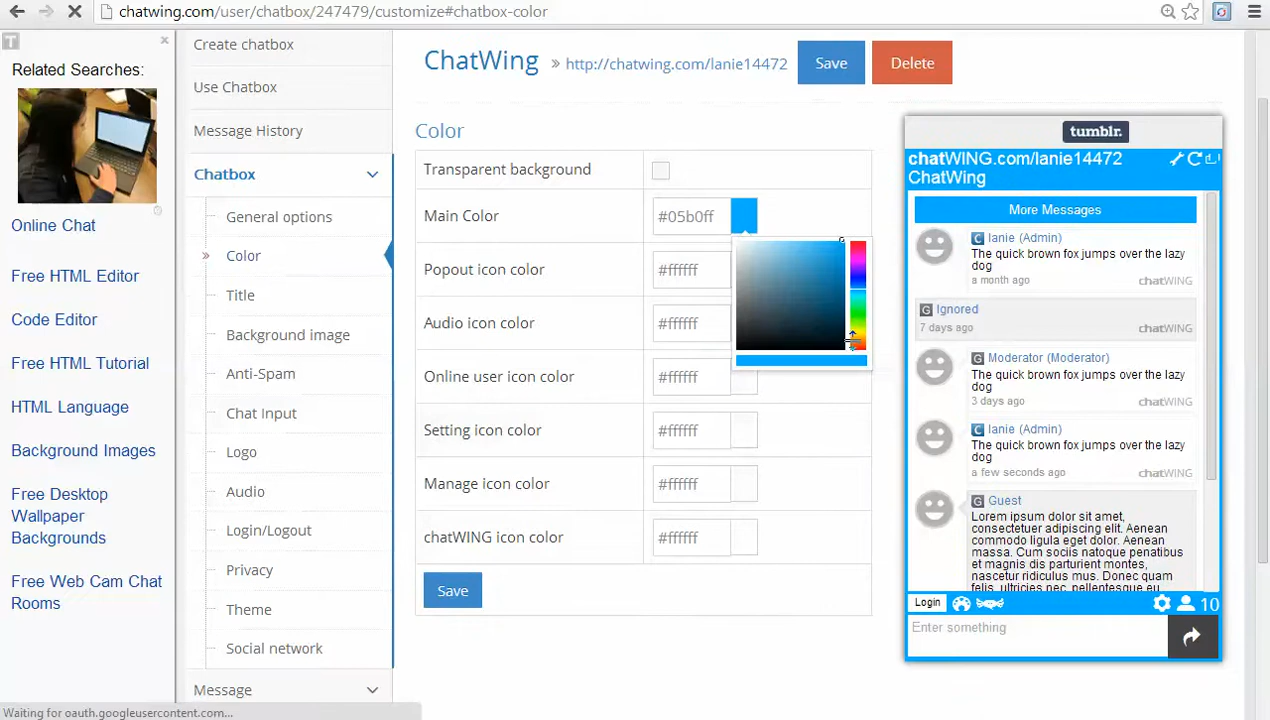 chatwing.com/user/chatbox/247479/customize#chatbox-color
T
Related Searches:
Online Chat
Free HTML Editor
Code Editor
Free HTML Tutorial
HTML Language
Background Images
Free Desktop
Wallpaper
Backgrounds
Free Web Cam Chat
Rooms
Create chatbox
Use Chatbox
Message History
Chatbox
General options
» Color
Title
Background image
Anti-Spam
Chat Input
Logo
Audio
Login/Logout
Privacy
Theme
Social network
Message
ChatWing » http://chatwing.com/lanie14472 Save Delete
Color
Transparent background
Main Color #05b0ff
Popout icon color #ffffff
Audio icon color #ffffff
Online user icon color #ffffff
Setting icon color #ffffff
Manage icon color #ffffff
chatWING icon color #ffffff
Save
tumblr.
chatWING.com/lanie14472
ChatWing
More Messages
C lanie (Admin)
The quick brown fox jumps over the lazy
dog
a month ago chatWING
G Ignored
7 days ago chatWING
G Moderator (Moderator)
The quick brown fox jumps over the lazy
dog
3 days ago chatWING
C lanie (Admin)
The quick brown fox jumps over the lazy
dog
a few seconds ago chatWING
G Guest
Lorem ipsum dolor sit amet,
consectetuer adipiscing elit. Aenean
commodo ligula eget dolor. Aenean
massa. Cum sociis natoque penatibus
et magnis dis parturient montes,
nascetur ridiculus mus. Donec quam
felis, ultricies nec, pellentesque eu,
Login 10
Enter something
Waiting for oauth.googleusercontent.com...